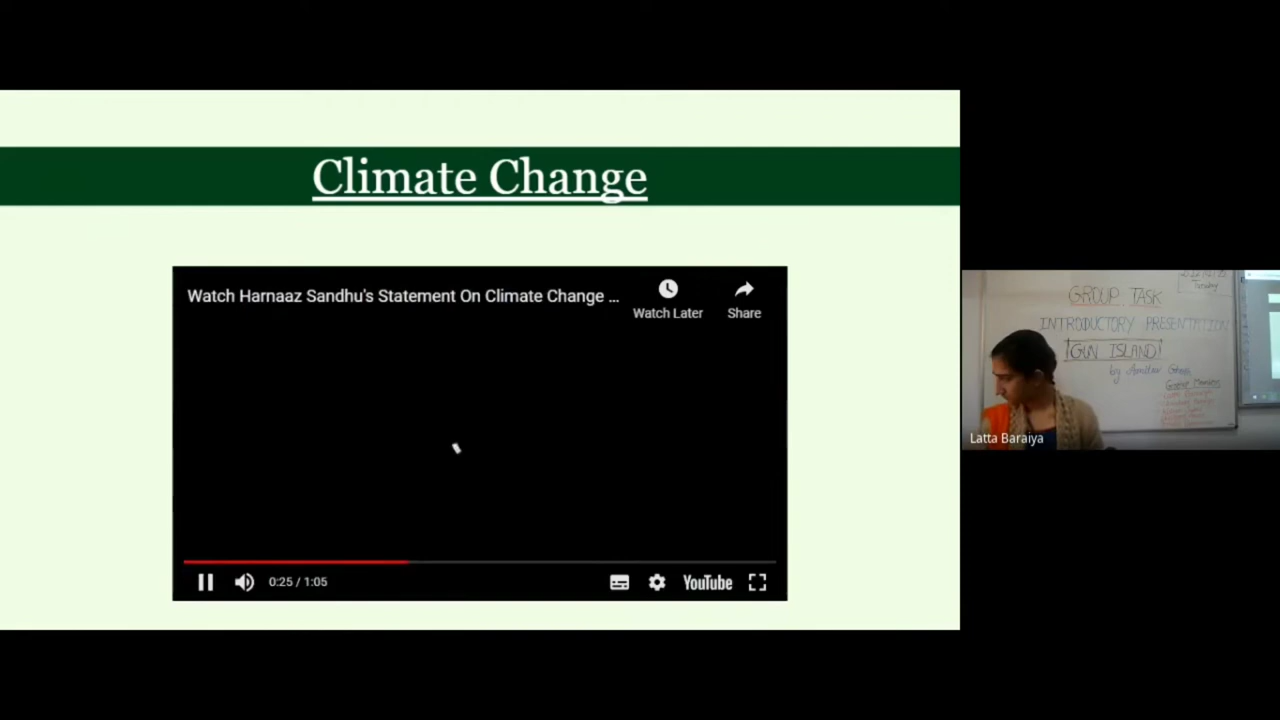 Climate Change
Watch Harnaaz Sandhu's Statement On Climate Change ...
Watch Later
Share
0:25 / 1:05
YouTube
GROUP TASK
INTRODUCTORY PRESENTATION
GUN ISLAND
by Amitav Ghosh
Group Members
Latta Baraiya